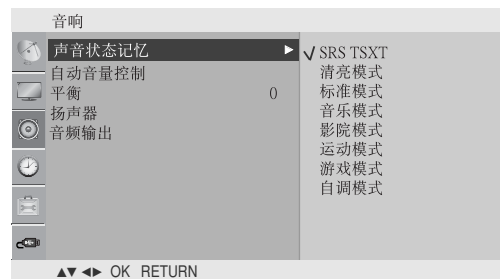 音响
声音状态记忆
自动音量控制
平衡 0
扬声器
音频输出
SRS TSXT
清亮模式
标准模式
音乐模式
影院模式
运动模式
游戏模式
自调模式
OK RETURN